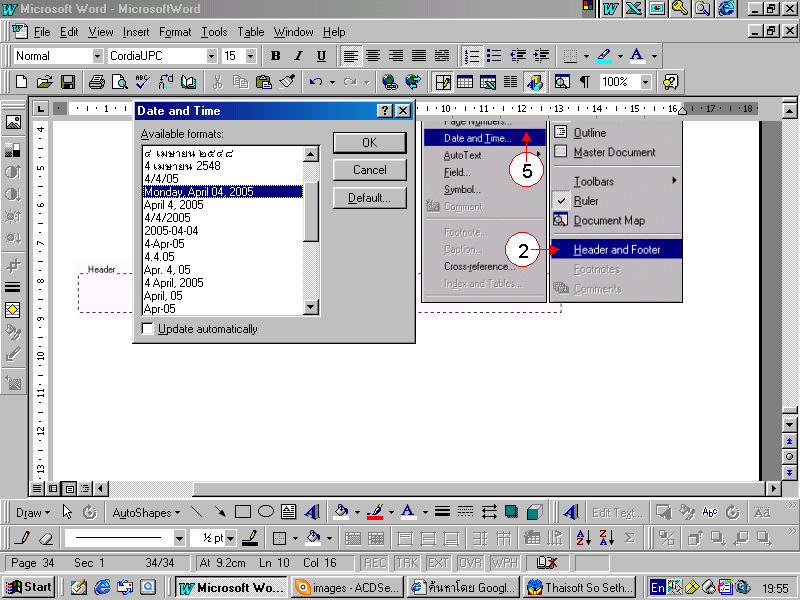 Microsoft Word - MicrosoftWord
File Edit View Insert Format Tools Table Window Help
Normal CordiaUPC 15 B I U
100%
Date and Time
Available formats:
๔ เมษายน ๒๕๔๘
4 เมษายน 2548
4/4/05
Monday, April 04, 2005
April 4, 2005
4/4/2005
2005-04-04
4-Apr-05
4.4.05
Apr. 4, 05
4 April, 2005
April, 05
Apr-05
Update automatically
OK
Cancel
Default...
Page Numbers...
Date and Time...
AutoText
Field...
Symbol...
Comment
Footnote...
Caption...
Cross-reference...
Index and Tables...
5
2
Outline
Master Document
Toolbars
Ruler
Document Map
Header and Footer
Footnotes
Comments
Header
Draw AutoShapes Edit Text... Abc Aä
½ pt
Page 34 Sec 1 34/34 At 9.2cm Ln 10 Col 16 REC TRK EXT OVR WPH
Start Microsoft Wo... images - ACDSe... ค้นหาโดย Googl... Thaisoft So Seth... En 19:55